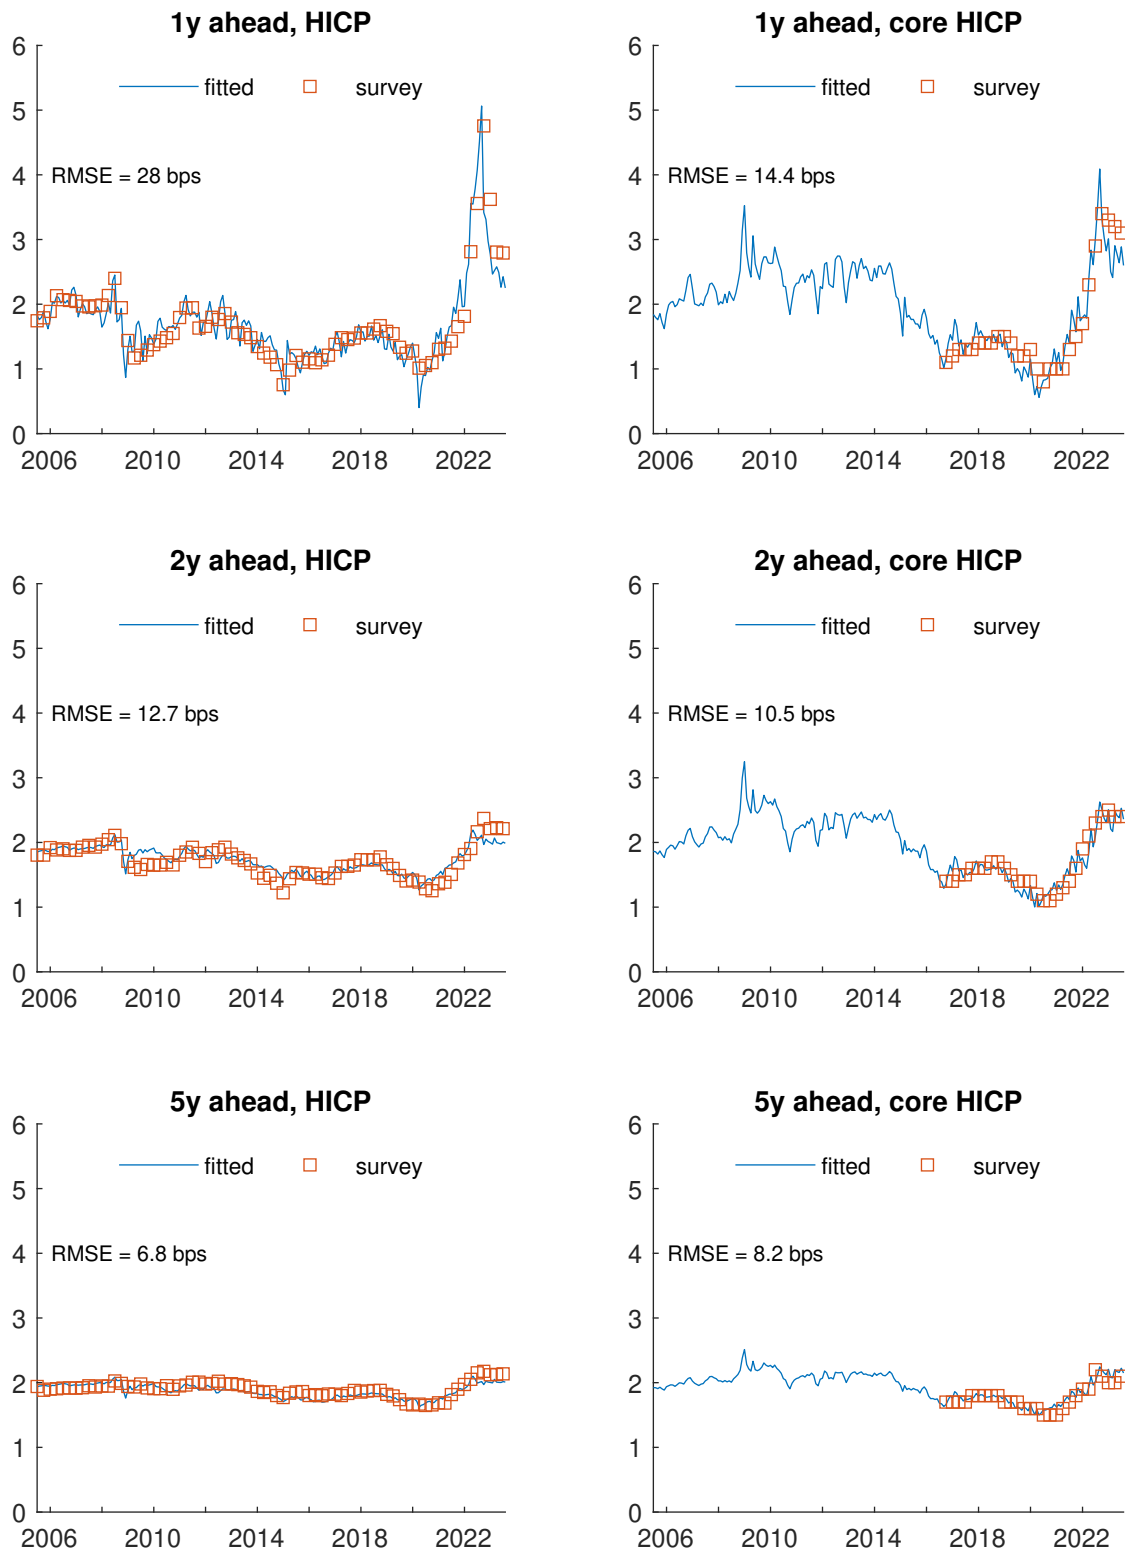 1y ahead, HICP
6
5
4
3
2
1
0
fitted
survey
RMSE = 28 bps
2006 2010 2014 2018 2022
1y ahead, core HICP
6
5
4
3
2
1
0
fitted
survey
RMSE = 14.4 bps
2006 2010 2014 2018 2022
2y ahead, HICP
6
5
4
3
2
1
0
fitted
survey
RMSE = 12.7 bps
2006 2010 2014 2018 2022
2y ahead, core HICP
6
5
4
3
2
1
0
fitted
survey
RMSE = 10.5 bps
2006 2010 2014 2018 2022
5y ahead, HICP
6
5
4
3
2
1
0
fitted
survey
RMSE = 6.8 bps
2006 2010 2014 2018 2022
5y ahead, core HICP
6
5
4
3
2
1
0
fitted
survey
RMSE = 8.2 bps
2006 2010 2014 2018 2022